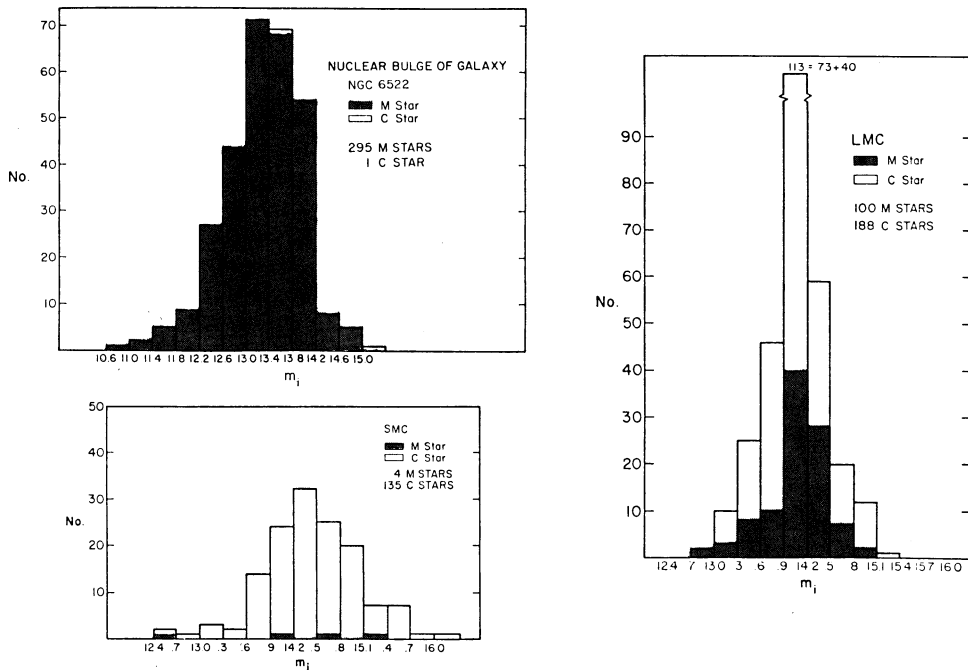 70
60
50
40
30
20
10
No.
NUCLEAR BULGE OF GALAXY
NGC 6522
M Star
C Star
295 M STARS
1 C STAR
10.6 11.0 11.4 11.8 12.2 12.6 13.0 13.4 13.8 14.2 14.6 15.0
mi
50
40
30
20
10
No.
SMC
M Star
C Star
4 M STARS
135 C STARS
12.4 .7 13.0 .3 .6 .9 14.2 .5 .8 15.1 .4 .7 16.0
mi
113 = 73+40
90
80
70
60
50
40
30
20
10
No.
LMC
M Star
C Star
100 M STARS
188 C STARS
12.4 .7 13.0 .3 .6 .9 14.2 .5 .8 15.1 15.4 15.7 16.0
mi